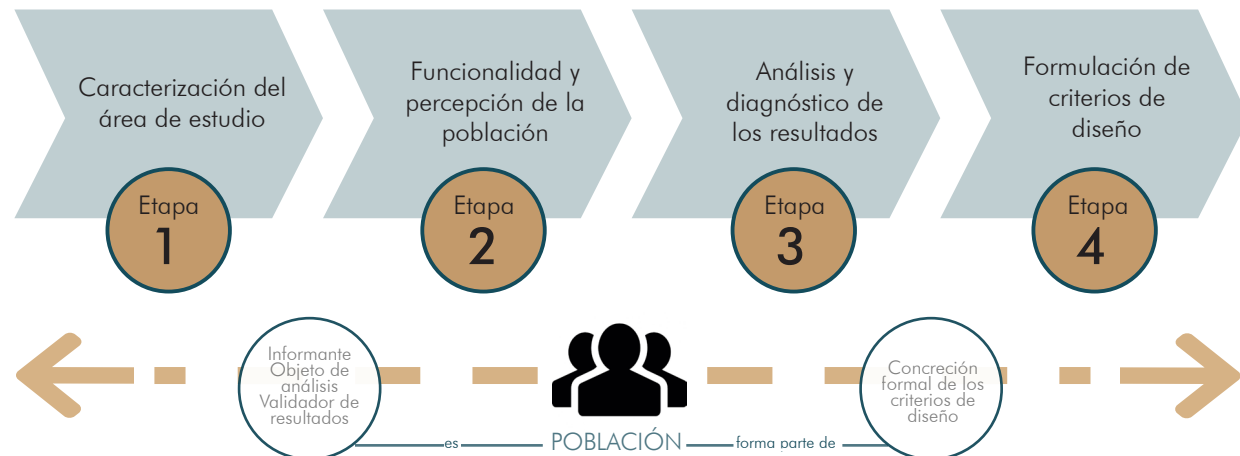 Caracterización del
área de estudio
Etapa
1
Funcionalidad y
percepción de la
población
Etapa
2
Análisis y
diagnóstico de
los resultados
Etapa
3
Formulación de
criterios de
diseño
Etapa
4
Informante
Objeto de
análisis
Validador de
resultados
es
POBLACIÓN
forma parte de
Concreción
formal de los
criterios de
diseño